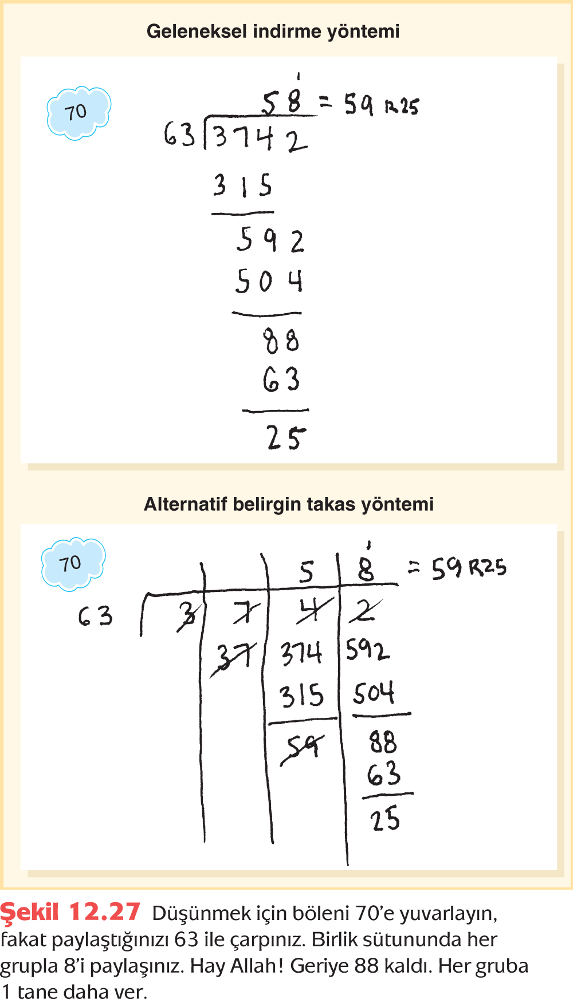 Geleneksel indirme yöntemi
70
1
58 = 59 R25
63 3742
315
592
504
88
63
25
Alternatif belirgin takas yöntemi
70
1
5 8 = 59 R25
63 3 7 4 2
37 374 592
315 504
59 88
63
25
Şekil 12.27 Düşünmek için böleni 70’e yuvarlayın,
fakat paylaştığınızı 63 ile çarpınız. Birlik sütununda her
grupla 8’i paylaşınız. Hay Allah! Geriye 88 kaldı. Her gruba
1 tane daha ver.